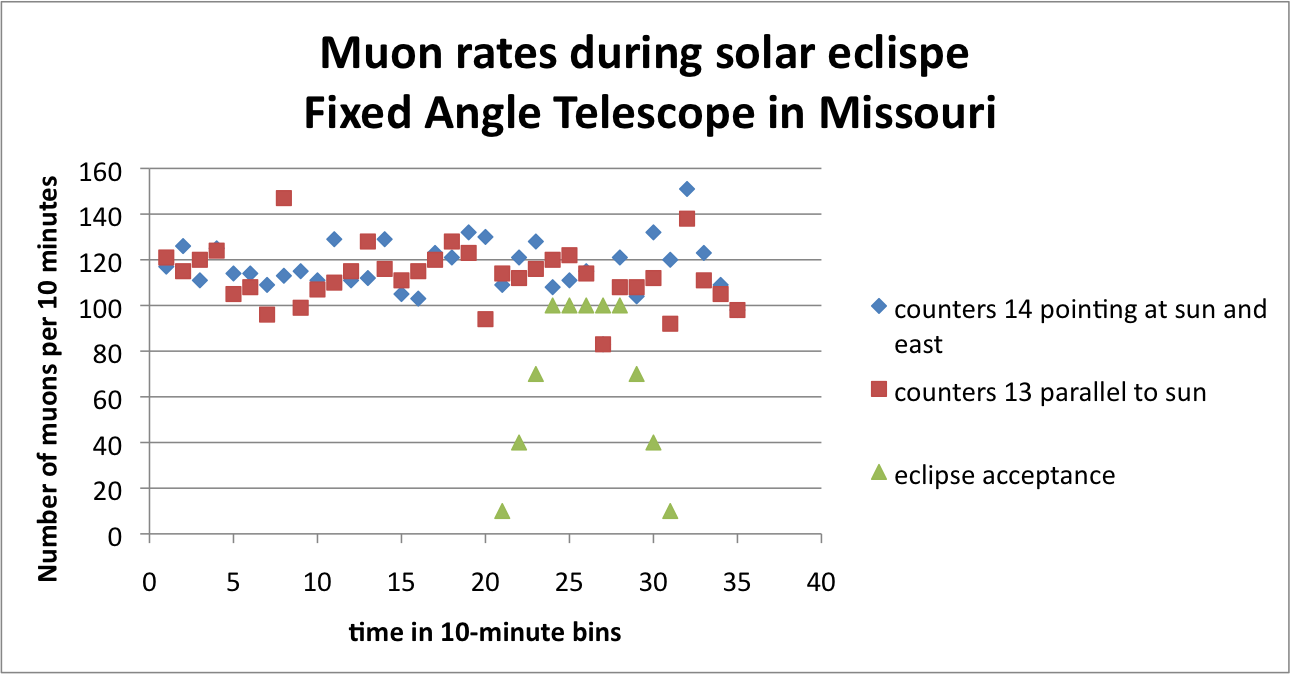 Muon rates during solar eclispe
Fixed Angle Telescope in Missouri
Number of muons per 10 minutes
160
140
120
100
80
60
40
20
0
0 5 10 15 20 25 30 35 40
time in 10-minute bins
counters 14 pointing at sun and
east
counters 13 parallel to sun
eclipse acceptance